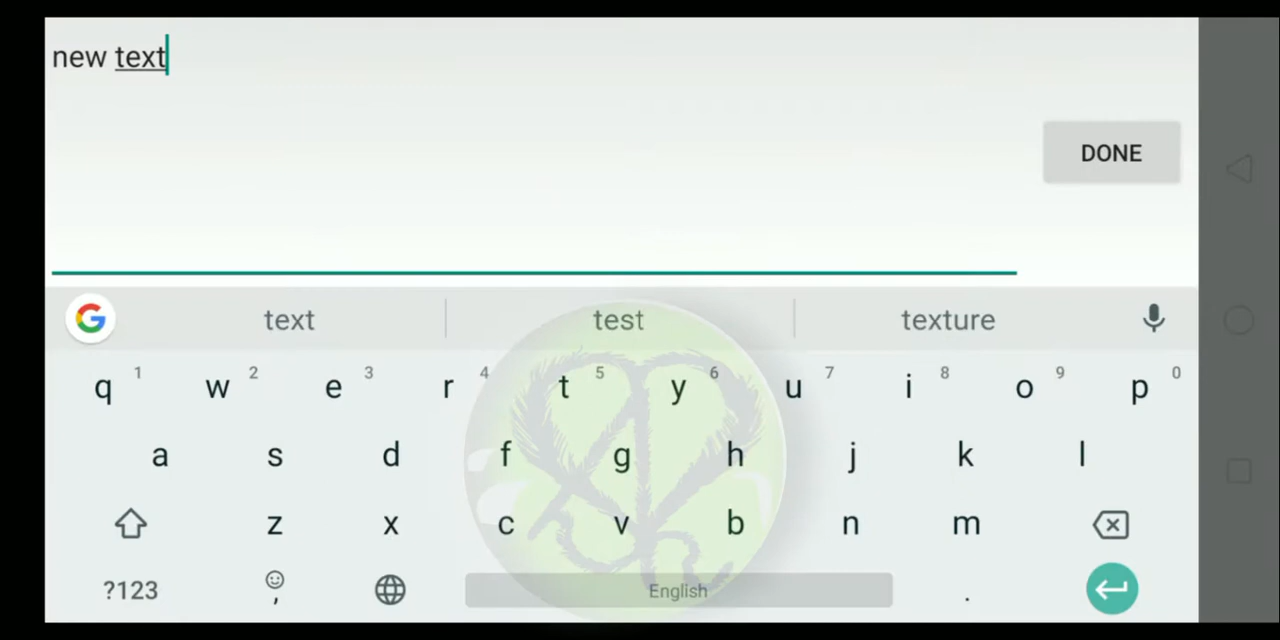 new text
DONE
text test texture
q 1 w 2 e 3 r 4 t 5 y 6 u 7 i 8 o 9 p 0
a s d f g h j k l
z x c v b n m
?123 , English .